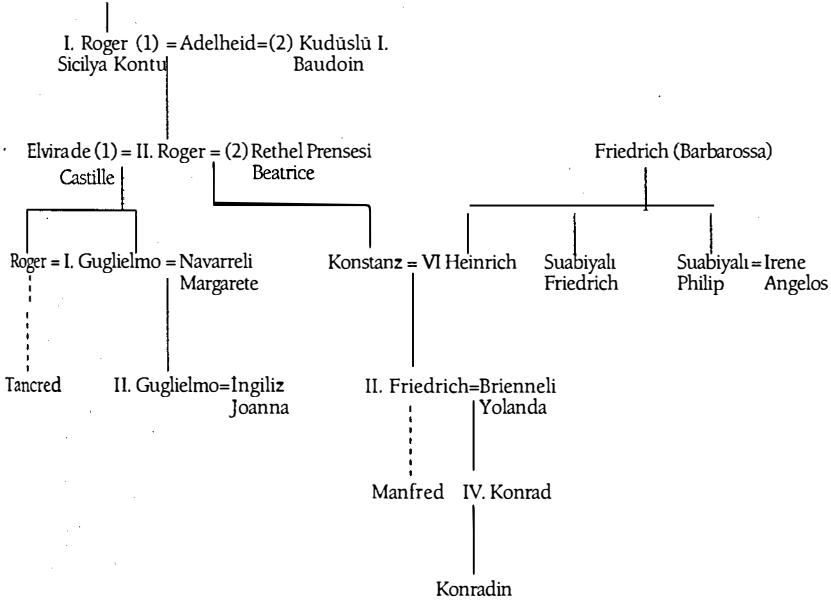 I. Roger (1) = Adelheid=(2) Kudüslü I.
Sicilya Kontu Baudoin
Elvira de (1) = II. Roger = (2) Rethel Prensesi Friedrich (Barbarossa)
Castille Beatrice
Roger = I. Guglielmo = Navarreli Konstanz = VI Heinrich Suabiyalı Suabiyalı=Irene
Margarete Friedrich Philip Angelos
Tancred II. Guglielmo=İngiliz II. Friedrich=Brienneli
Joanna Yolanda
Manfred IV. Konrad
Konradin